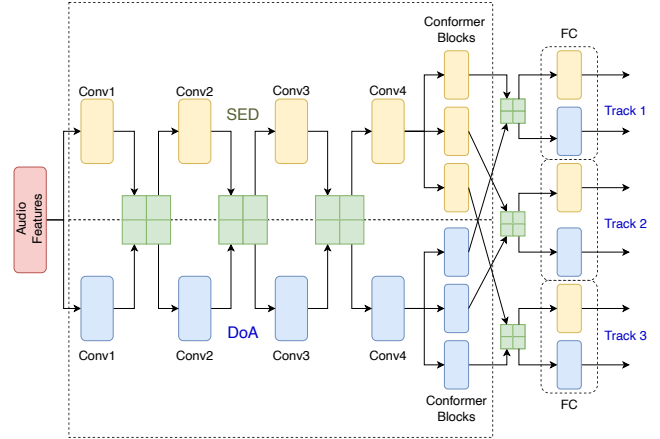 Conformer
Blocks
FC
Conv1
Conv2
Conv3
Conv4
SED
Track 1
Audio
Features
Track 2
DoA
Track 3
Conv1
Conv2
Conv3
Conv4
Conformer
Blocks
FC